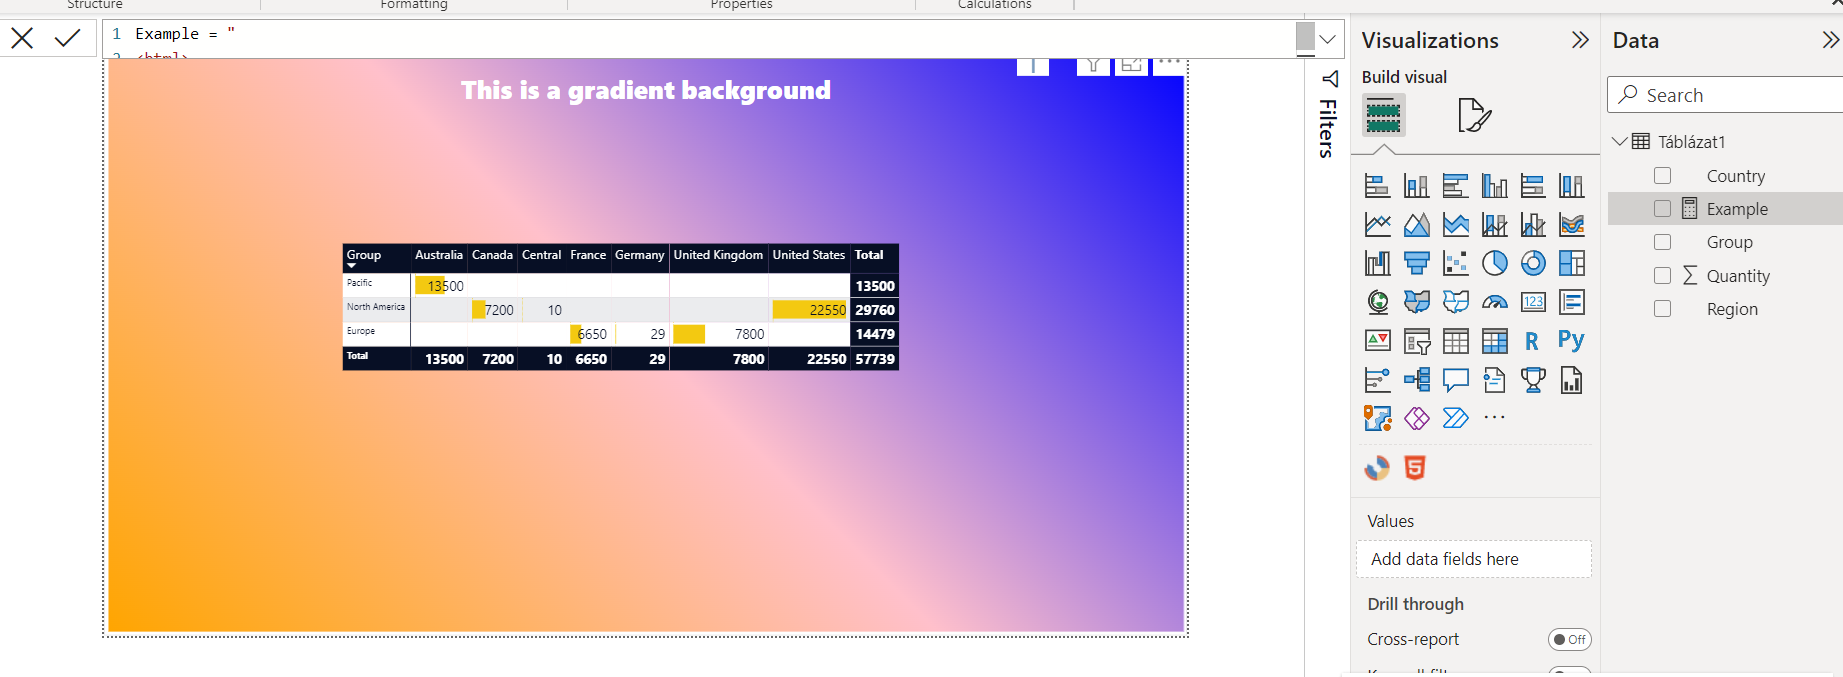 Structure
Formatting
Properties
Calculations
1 Example = "
2 <html>
This is a gradient background
Group Australia Canada Central France Germany United Kingdom United States Total
Pacific 13500 13500
North America 7200 10 22550 29760
Europe 6650 29 7800 14479
Total 13500 7200 10 6650 29 7800 22550 57739
Filters
Visualizations
Build visual
123
R
Py
5
Values
Add data fields here
Drill through
Cross-report
Off
Data
Search
Táblázat1
Country
Example
Group
Σ Quantity
Region